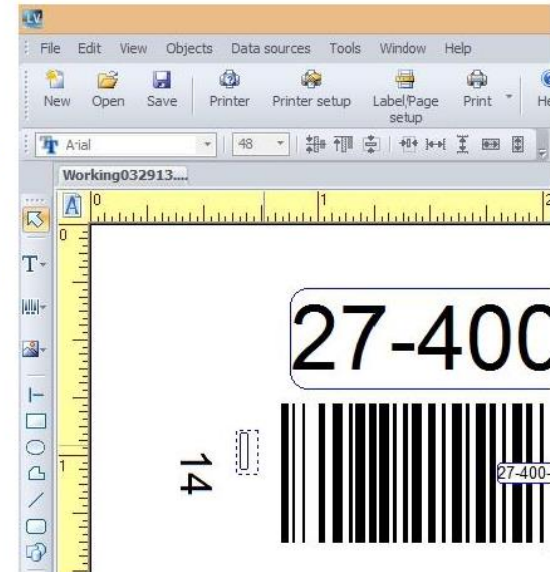 LV
File Edit View Objects Data sources Tools Window Help
New Open Save Printer Printer setup Label/Page setup Print He
Arial 48
Working032913....
A 0 1 2
0
T
27-400
1
14
27-400-